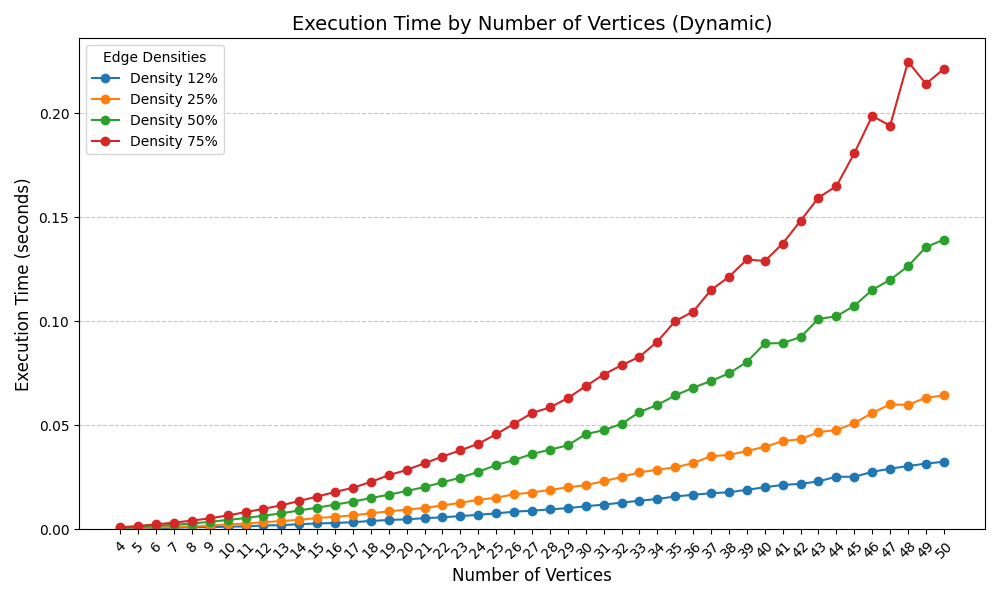 Execution Time by Number of Vertices (Dynamic)
Edge Densities
Density 12%
Density 25%
Density 50%
Density 75%
Execution Time (seconds)
0.20
0.15
0.10
0.05
0.00
4 5 6 7 8 9 10 11 12 13 14 15 16 17 18 19 20 21 22 23 24 25 26 27 28 29 30 31 32 33 34 35 36 37 38 39 40 41 42 43 44 45 46 47 48 49 50
Number of Vertices